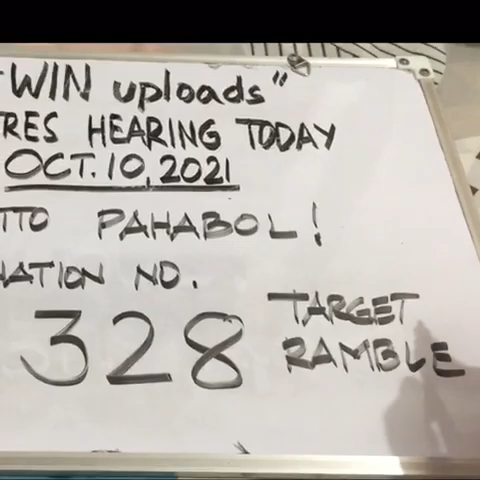 WIN uploads"
RES HEARING TODAY
OCT. 10, 2021
TTO PAHABOL!
NATION NO.
328 TARGET
RAMBLE